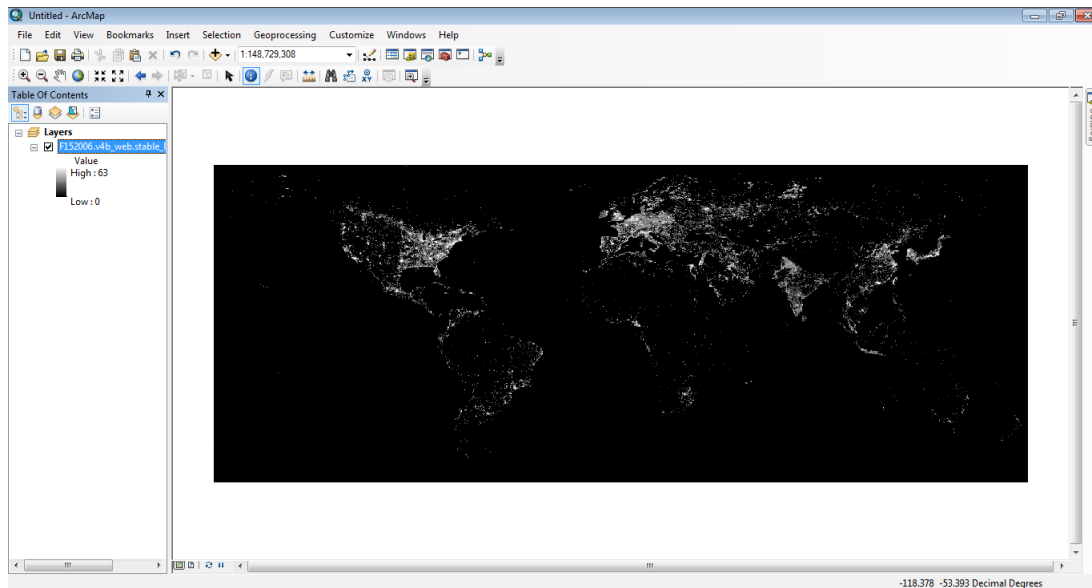 Untitled - ArcMap
File Edit View Bookmarks Insert Selection Geoprocessing Customize Windows Help
1:148,729,308
Table Of Contents
Layers
F152006.v4b_web.stable_l
Value
High : 63
Low : 0
-118.378 -53.393 Decimal Degrees